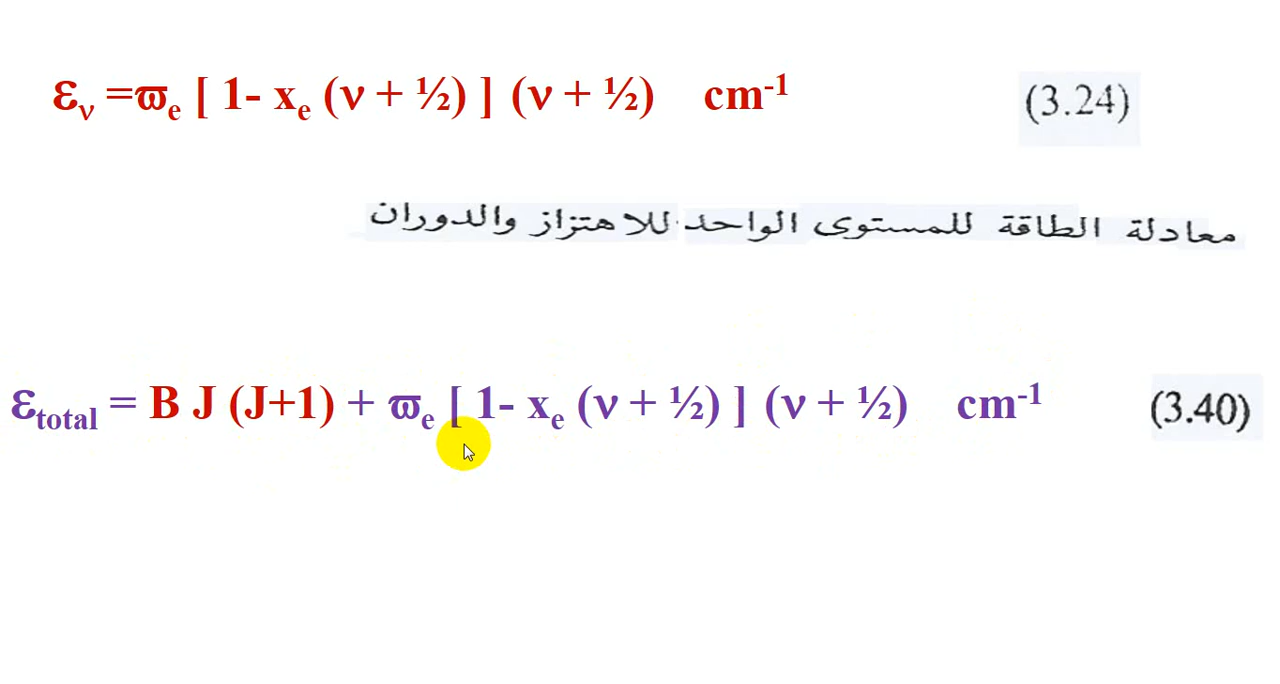 εᵥ =ϖₑ [ 1- xₑ (ν + ½) ] (ν + ½) cm⁻¹ (3.24)
معادلة الطاقة للمستوى الواحد للاهتزاز والدوران
εtotal = B J (J+1) + ϖₑ [ 1- xₑ (ν + ½) ] (ν + ½) cm⁻¹ (3.40)